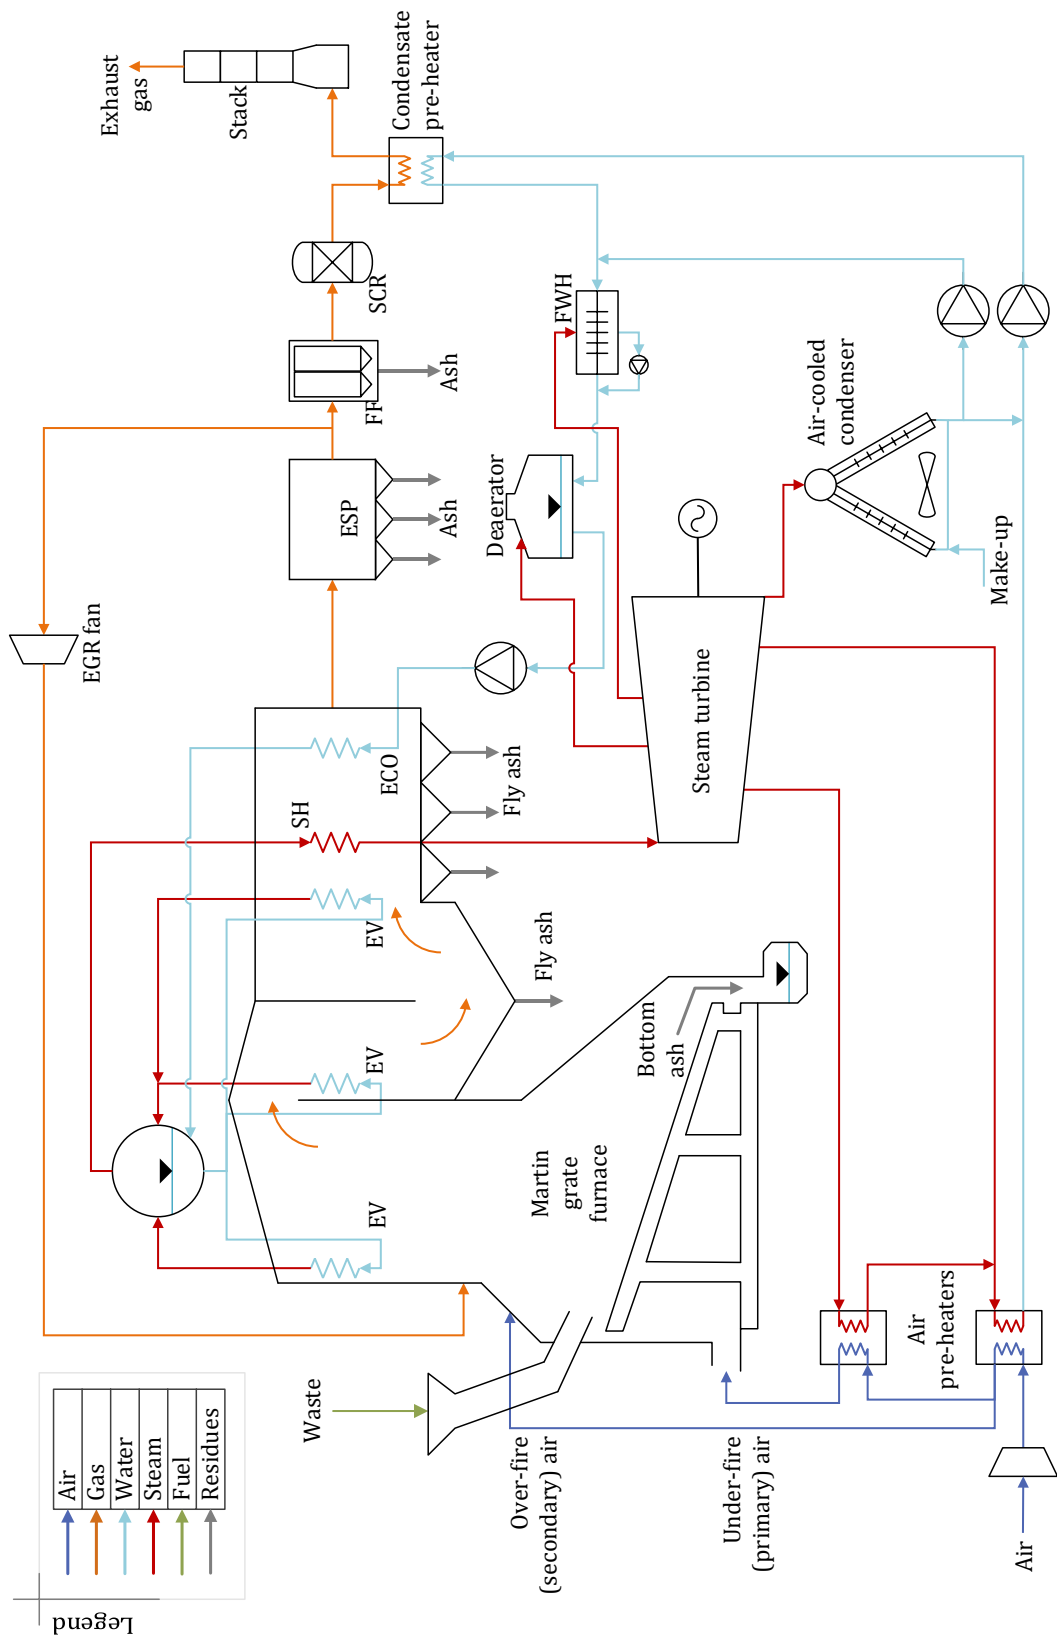 Legend
Air
Gas
Water
Steam
Fuel
Residues
EGR fan
Exhaust
gas
Stack
Condensate
pre-heater
SCR
FF
Ash
ESP
Ash
FWH
Deaerator
Air-cooled
condenser
Make-up
Steam turbine
ECO
SH
EV
EV
EV
Fly ash
Fly ash
Bottom
ash
Martin
grate
furnace
Waste
Over-fire
(secondary) air
Under-fire
(primary) air
Air
pre-heaters
Air